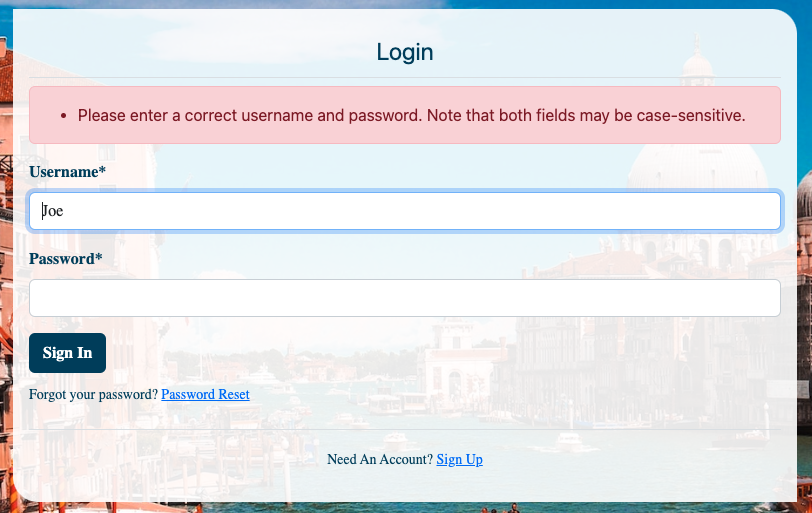 Login
Please enter a correct username and password. Note that both fields may be case-sensitive.
Username*
Joe
Password*
Sign In
Forgot your password? Password Reset
Need An Account? Sign Up